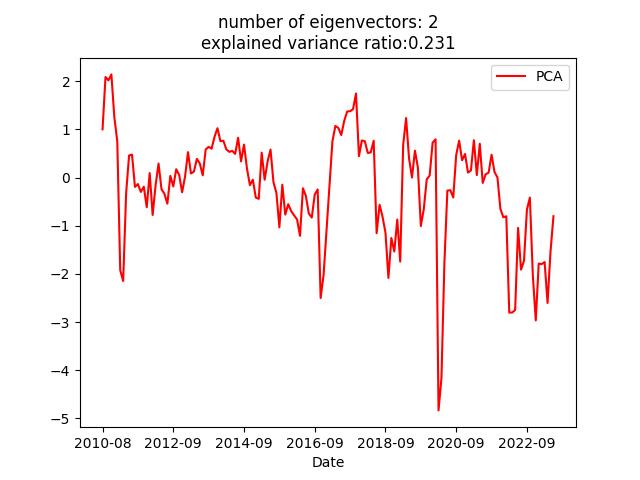 number of eigenvectors: 2
explained variance ratio:0.231
PCA
2
1
0
−1
−2
−3
−4
−5
2010-08 2012-09 2014-09 2016-09 2018-09 2020-09 2022-09
Date